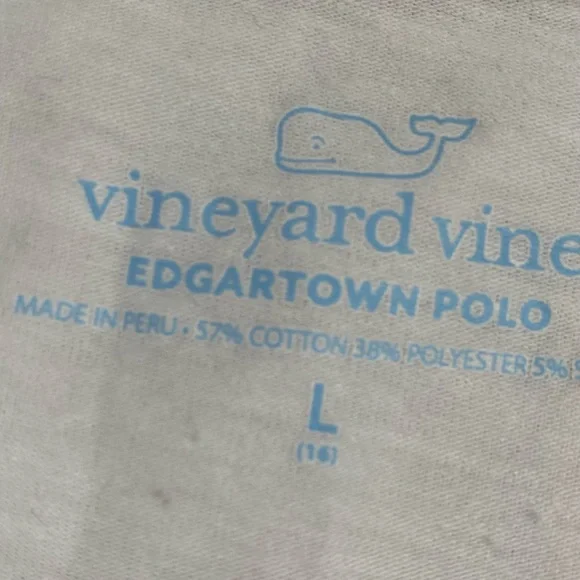 vineyard vine
EDGARTOWN POLO
MADE IN PERU • 57% COTTON 38% POLYESTER 5%
L
(16)